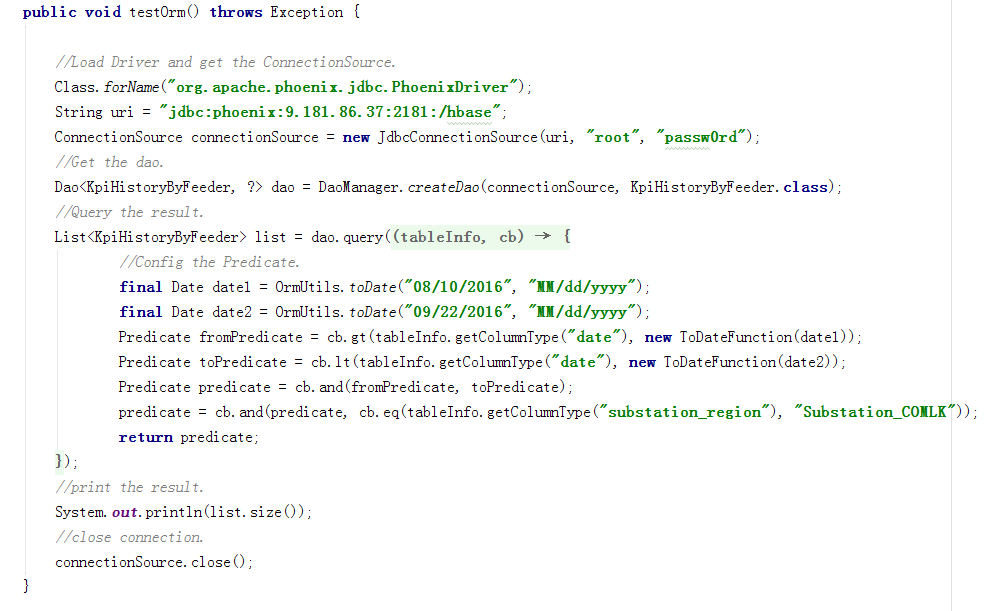 public void testOrm() throws Exception {
//Load Driver and get the ConnectionSource.
Class.forName("org.apache.phoenix.jdbc.PhoenixDriver");
String uri = "jdbc:phoenix:9.181.86.37:2181:/hbase";
ConnectionSource connectionSource = new JdbcConnectionSource(uri, "root", "passw0rd");
//Get the dao.
Dao<KpiHistoryByFeeder, ?> dao = DaoManager.createDao(connectionSource, KpiHistoryByFeeder.class);
//Query the result.
List<KpiHistoryByFeeder> list = dao.query((tableInfo, cb) → {
//Config the Predicate.
final Date date1 = OrmUtils.toDate("08/10/2016", "MM/dd/yyyy");
final Date date2 = OrmUtils.toDate("09/22/2016", "MM/dd/yyyy");
Predicate fromPredicate = cb.gt(tableInfo.getColumnType("date"), new ToDateFunction(date1));
Predicate toPredicate = cb.lt(tableInfo.getColumnType("date"), new ToDateFunction(date2));
Predicate predicate = cb.and(fromPredicate, toPredicate);
predicate = cb.and(predicate, cb.eq(tableInfo.getColumnType("substation_region"), "Substation_COMLK"));
return predicate;
});
//print the result.
System.out.println(list.size());
//close connection.
connectionSource.close();
}